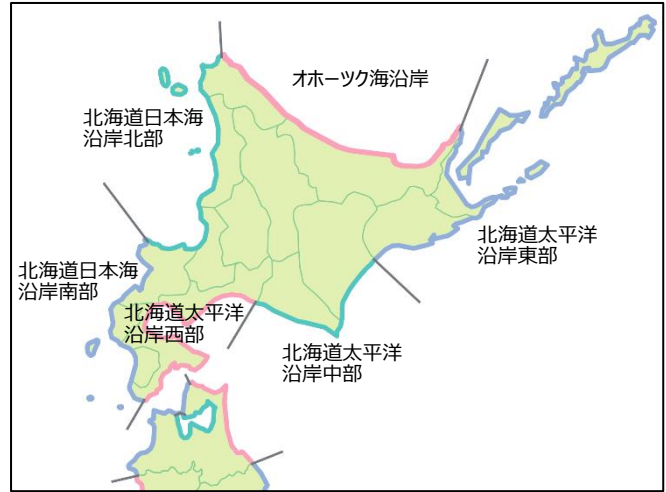 オホーツク海沿岸
北海道日本海
沿岸北部
北海道太平洋
沿岸東部
北海道日本海
沿岸南部
北海道太平洋
沿岸西部
北海道太平洋
沿岸中部